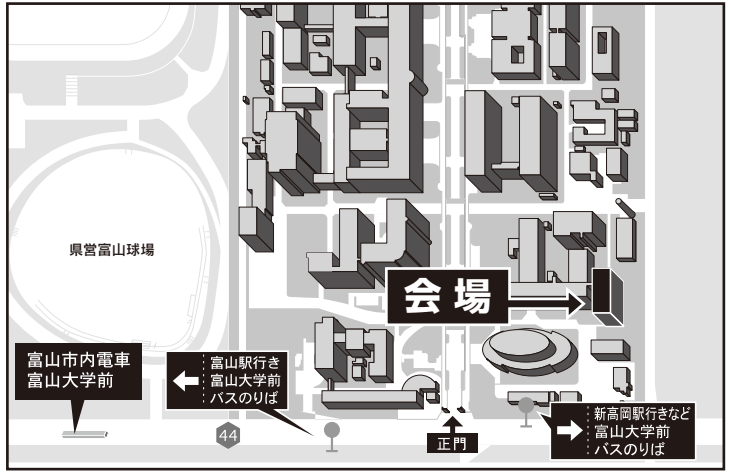 県営富山球場
会場
富山市内電車
富山大学前
富山駅行き
富山大学前
バスのりば
44
正門
新高岡駅行きなど
富山大学前
バスのりば